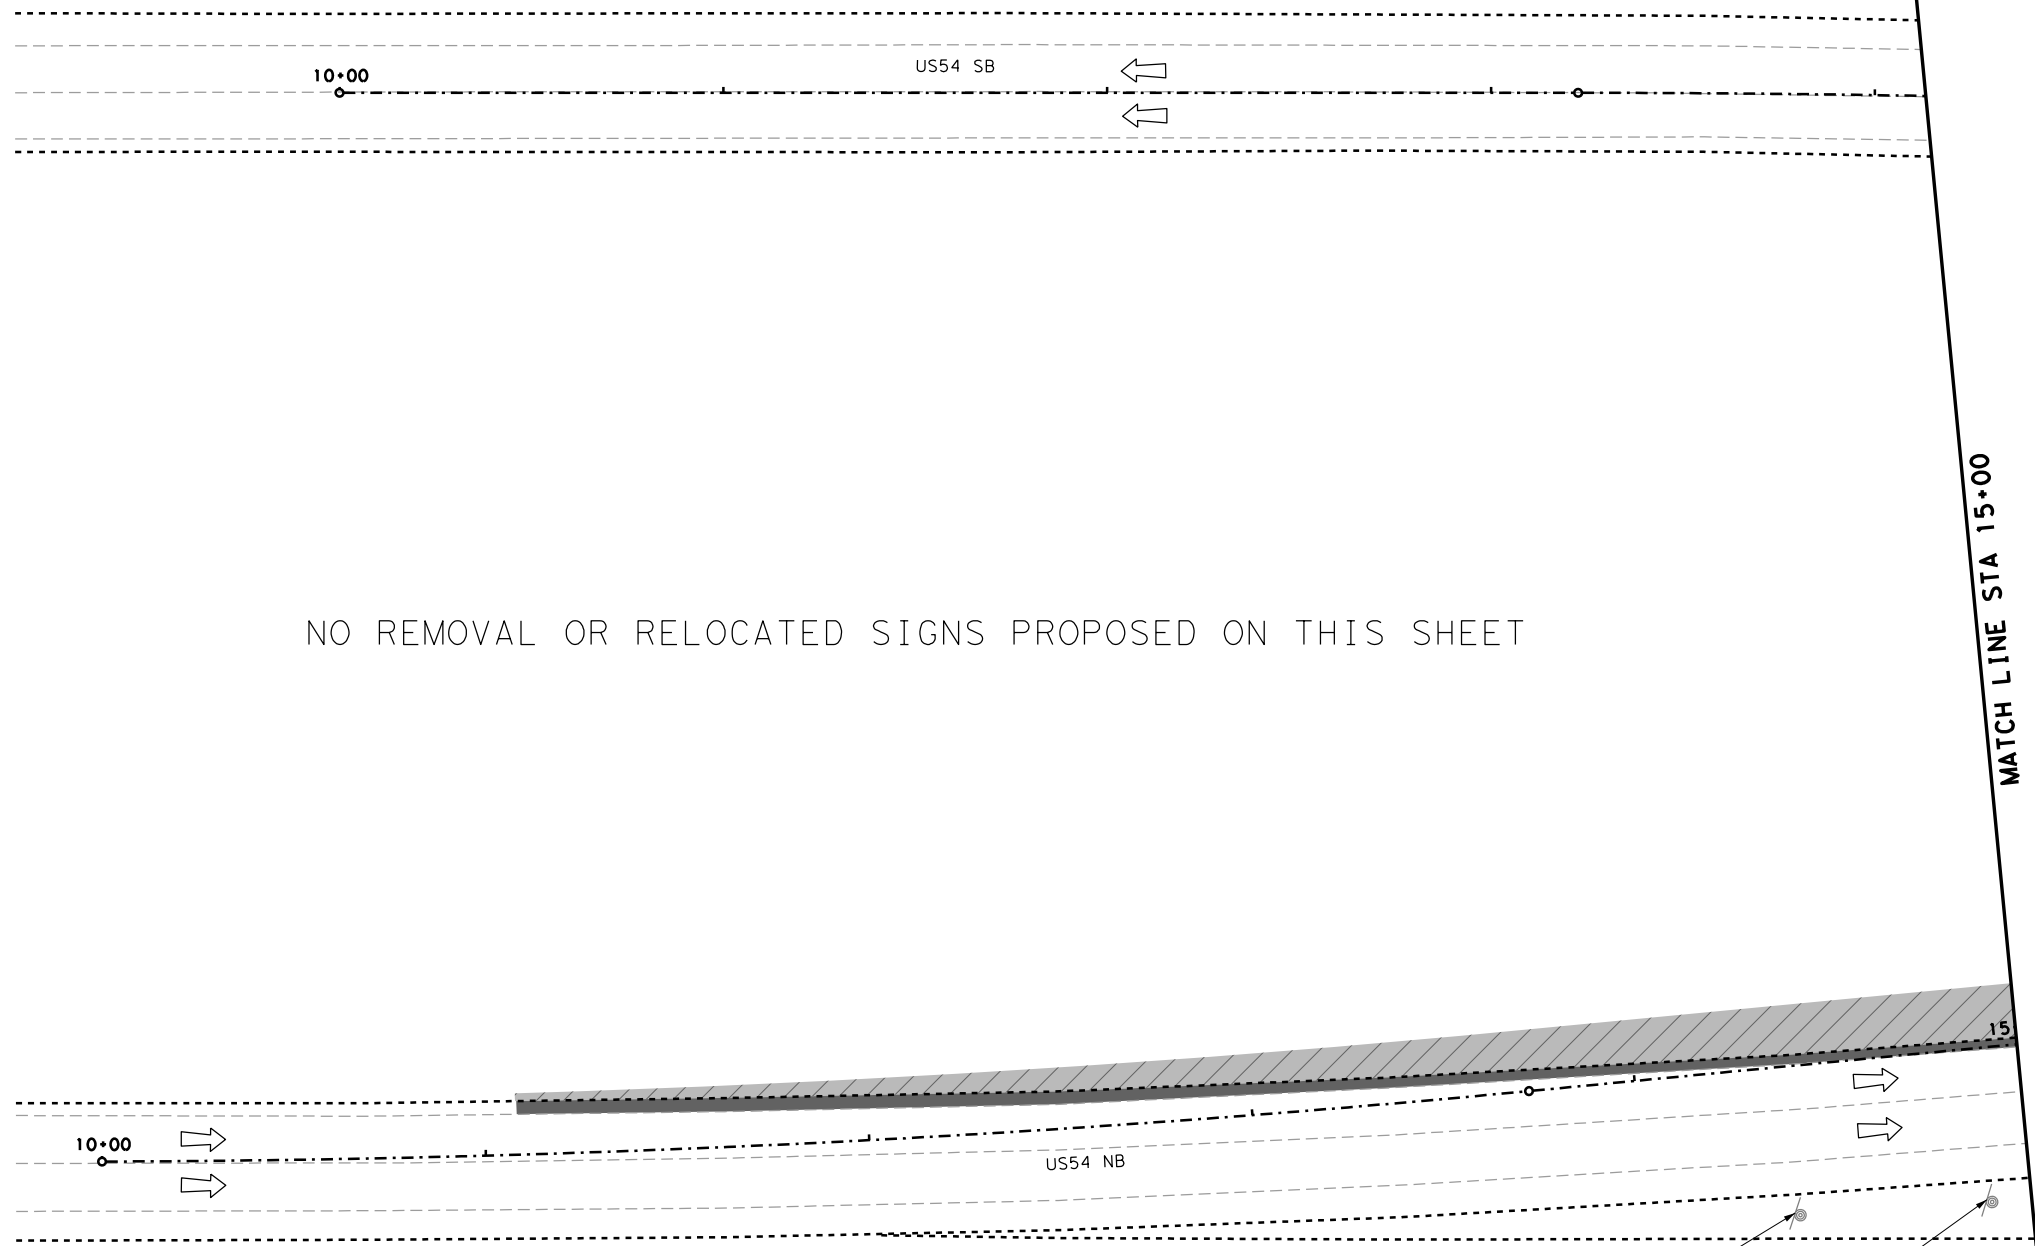 US54 SB
10+00
MATCH LINE STA 15+00
NO REMOVAL OR RELOCATED SIGNS PROPOSED ON THIS SHEET
15
10+00
US54 NB